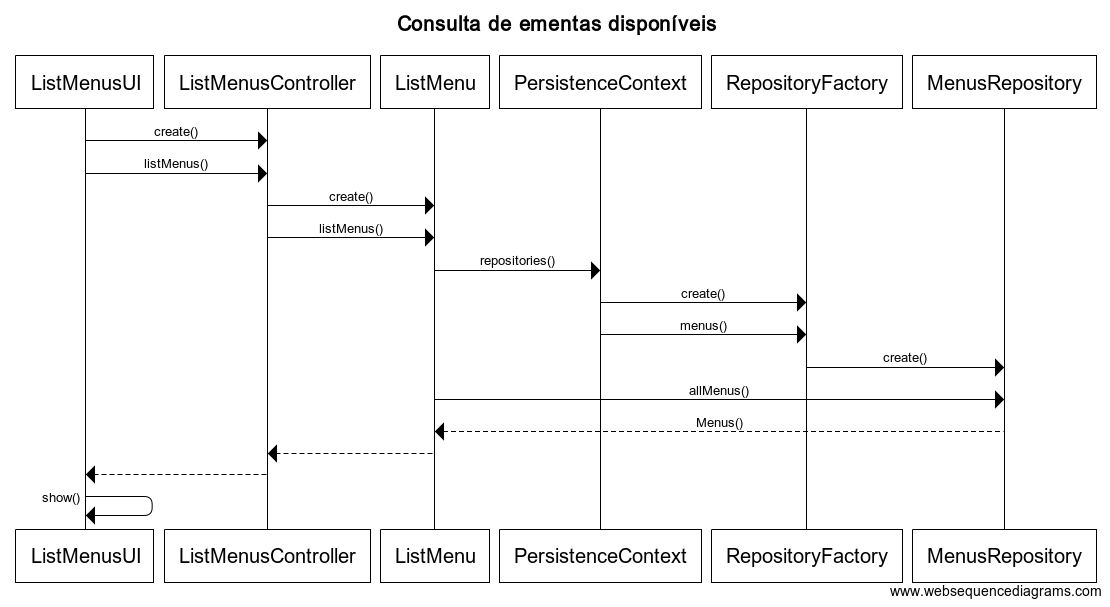 Consulta de ementas disponíveis
ListMenusUI ListMenusController ListMenu PersistenceContext RepositoryFactory MenusRepository
create()
listMenus()
create()
listMenus()
repositories()
create()
menus()
create()
allMenus()
Menus()
show()
ListMenusUI ListMenusController ListMenu PersistenceContext RepositoryFactory MenusRepository
www.websequencediagrams.com